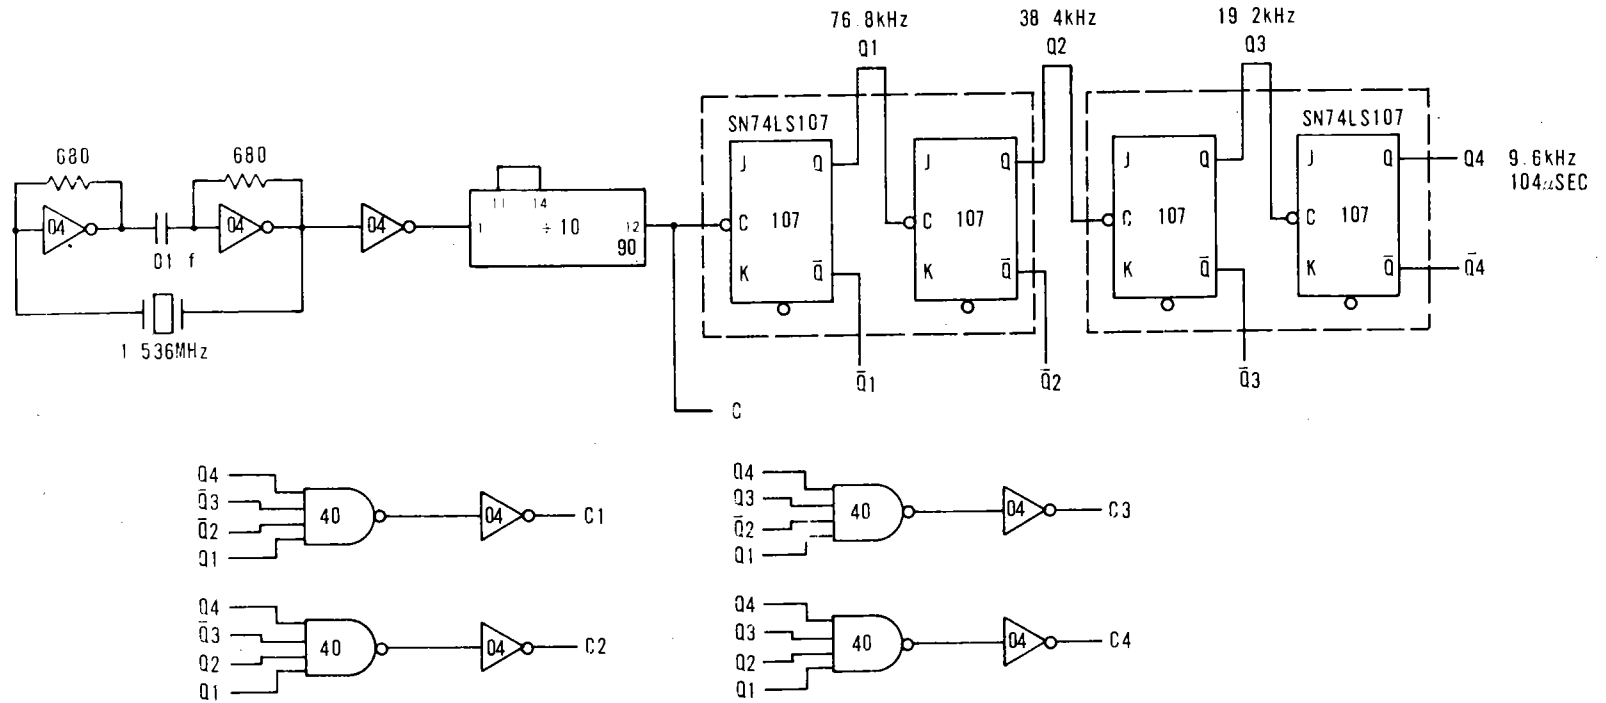 76.8kHz
Q1
38 4kHz
Q2
19 2kHz
Q3
SN74LS107
SN74LS107
680
680
04
04
04
01 f
1 536MHz
11
14
1
÷ 10
12
90
J
Q
C
107
K
Q̅
J
Q
C
107
K
Q̅
J
Q
C
107
K
Q̅
J
Q
C
107
K
Q̅
Q4
9.6kHz
104μSEC
Q̅4
Q̅1
Q̅2
Q̅3
C
Q4
Q̅3
Q̅2
Q1
40
04
C1
Q4
Q3
Q̅2
Q1
40
04
C3
Q4
Q̅3
Q2
Q1
40
04
C2
Q4
Q3
Q2
Q1
40
04
C4